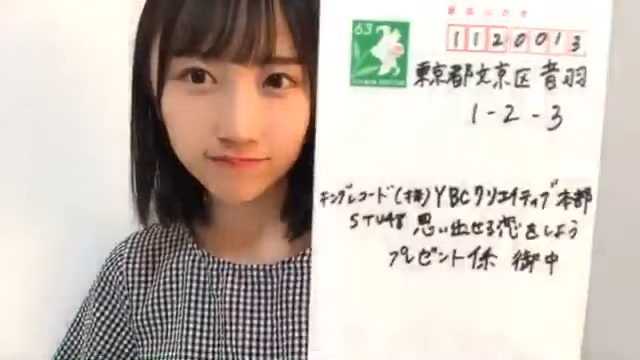 63
郵便はがき
1120013
東京都文京区音羽
1-2-3
キングレコード(株)YBCクリエイティブ本部
STU48 思い出せる恋をしよう
プレゼント係 御中